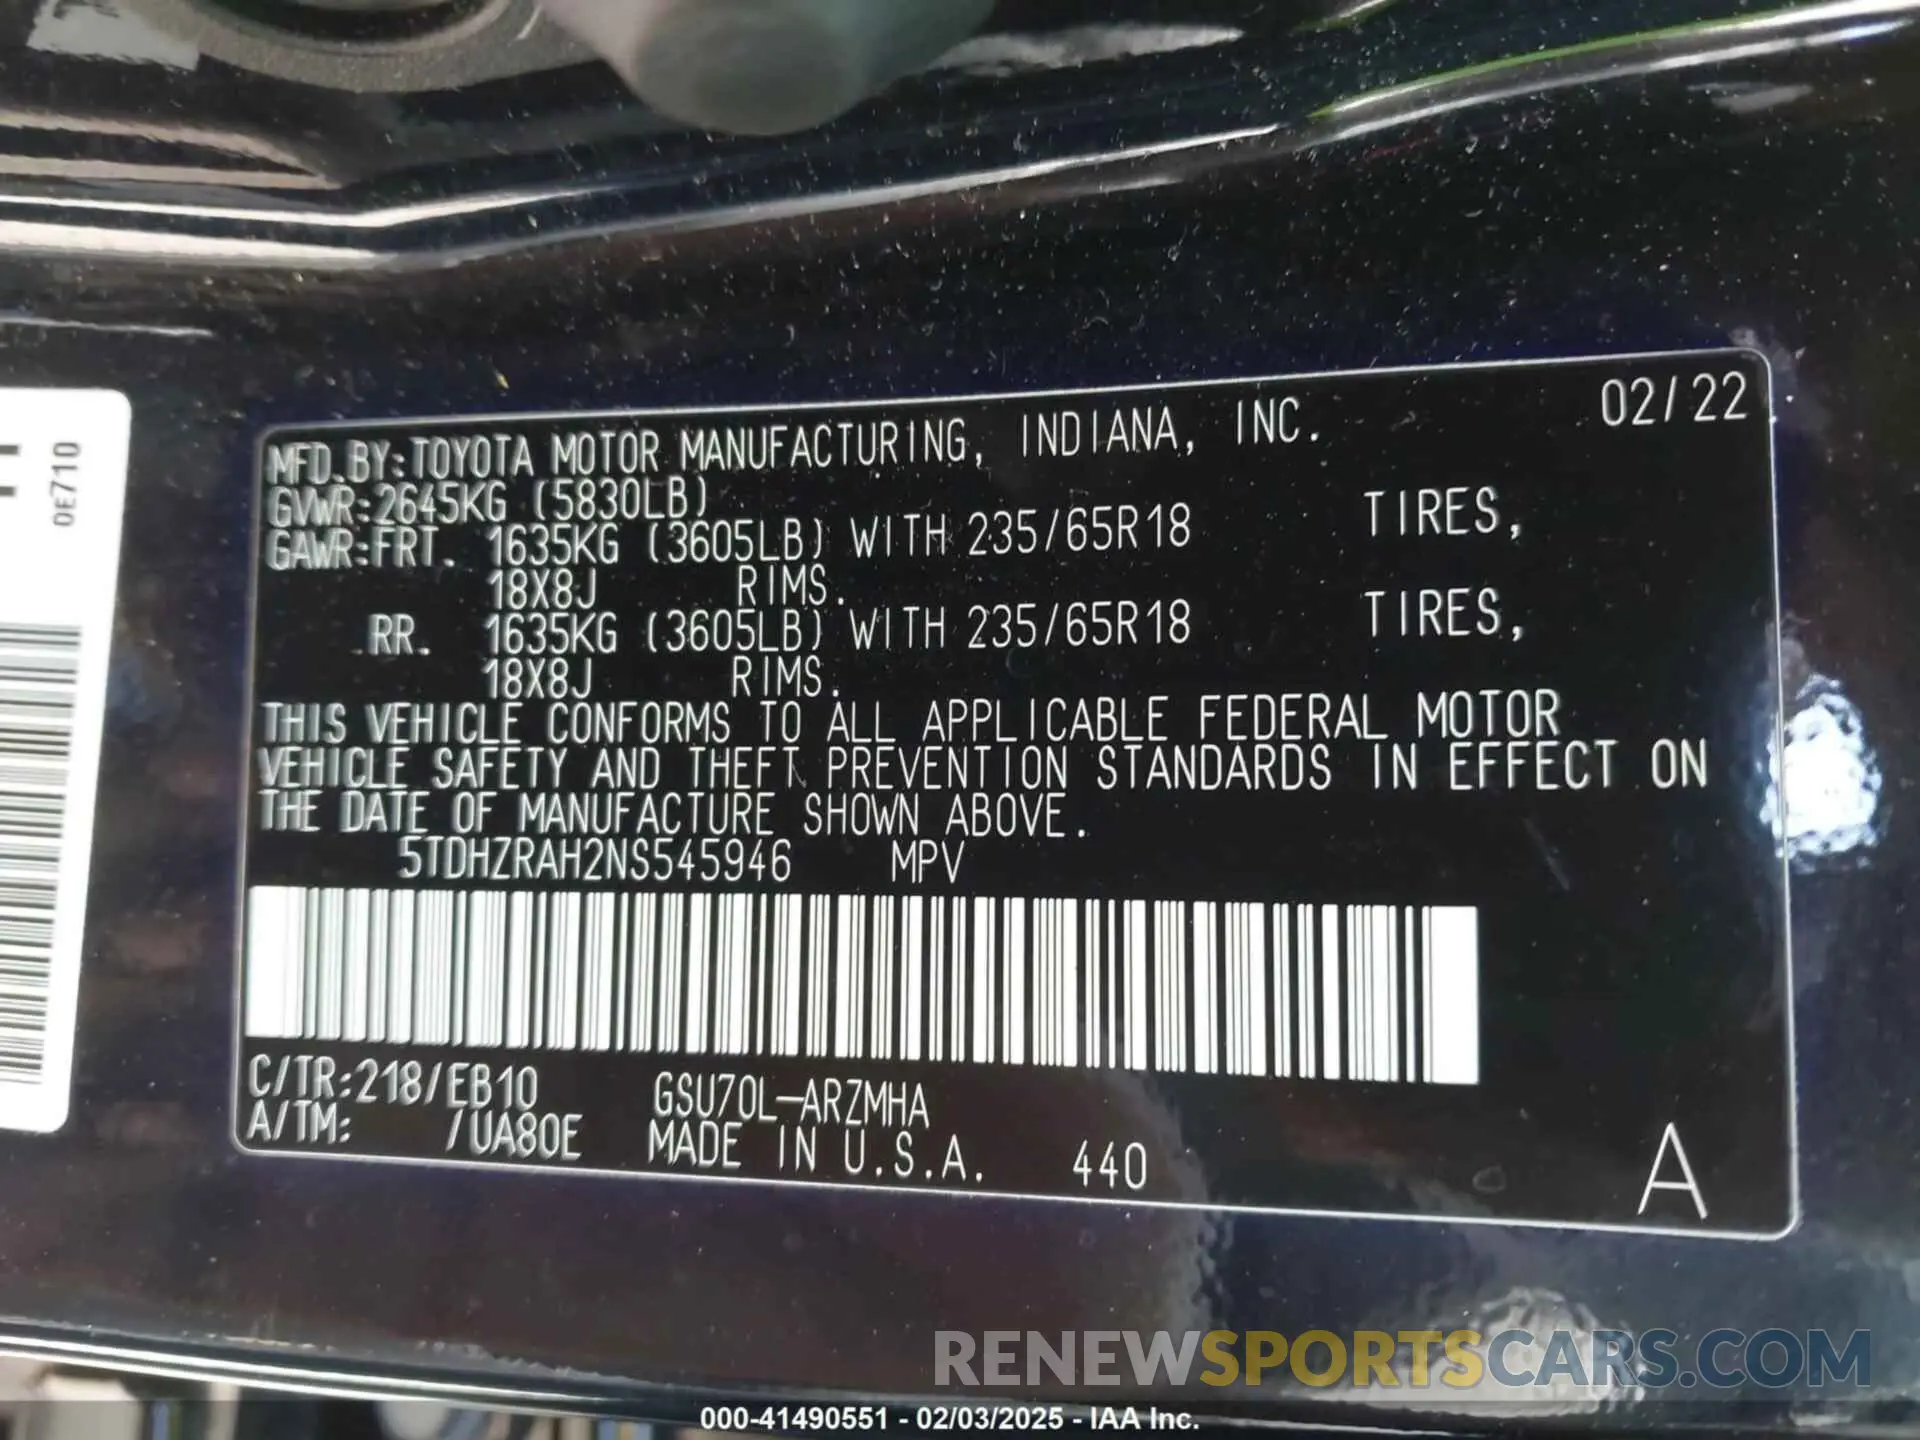 02/22
MFD.BY:TOYOTA MOTOR MANUFACTURING, INDIANA, INC.
GVWR:2645KG (5830LB)
GAWR:FRT. 1635KG (3605LB) WITH 235/65R18 TIRES,
18X8J RIMS.
RR. 1635KG (3605LB) WITH 235/65R18 TIRES,
18X8J RIMS.
THIS VEHICLE CONFORMS TO ALL APPLICABLE FEDERAL MOTOR
VEHICLE SAFETY AND THEFT PREVENTION STANDARDS IN EFFECT ON
THE DATE OF MANUFACTURE SHOWN ABOVE.
5TDHZRAH2NS545946 MPV
C/TR:218/EB10 GSU70L-ARZMHA
A/TM: /UA80E MADE IN U.S.A. 440
A
0E710
RENEWSPORTSCARS.COM
000-41490551 - 02/03/2025 - IAA Inc.